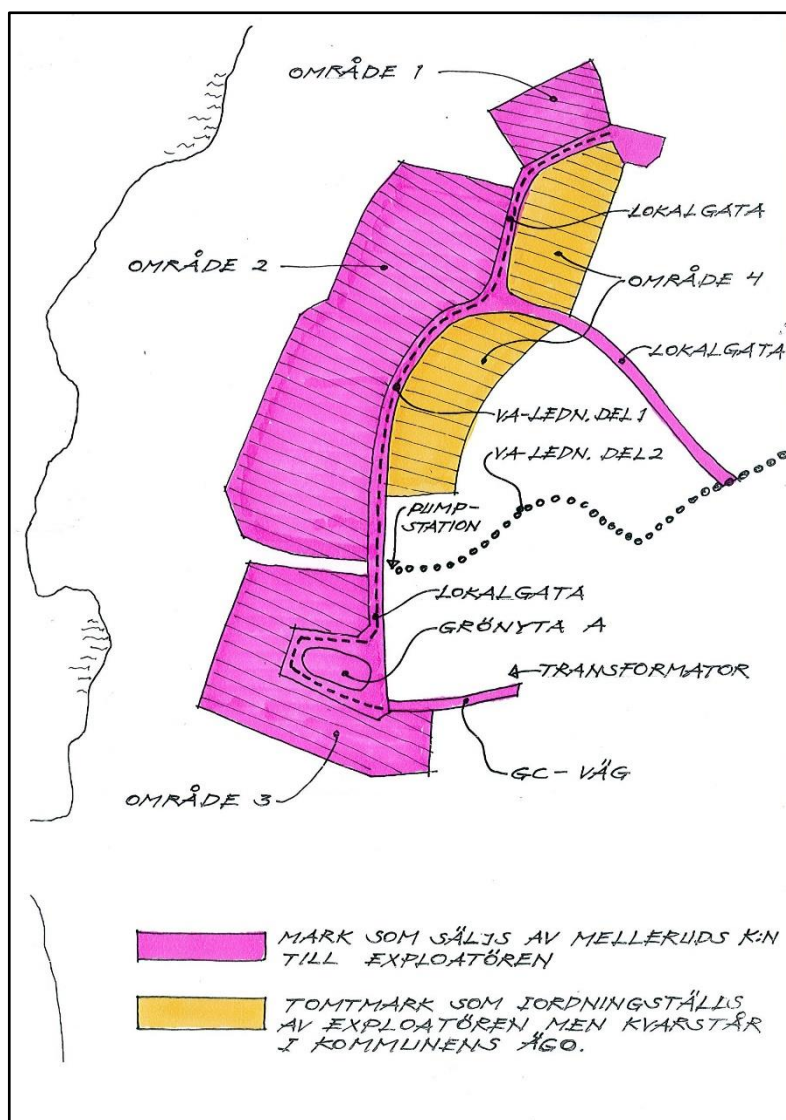 OMRÅDE 1
LOKALGATA
OMRÅDE 2
OMRÅDE 4
LOKALGATA
VA-LEDN. DEL 1
VA-LEDN. DEL 2
PUMP-
STATION
LOKALGATA
GRÖNYTA A
TRANSFORMATOR
GC-VÄG
OMRÅDE 3
MARK SOM SÄLJS AV MELLERUDS K:N
TILL EXPLOATÖREN
TOMTMARK SOM IORDNINGSTÄLLS
AV EXPLOATÖREN MEN KVARSTÅR
I KOMMUNENS ÄGO.